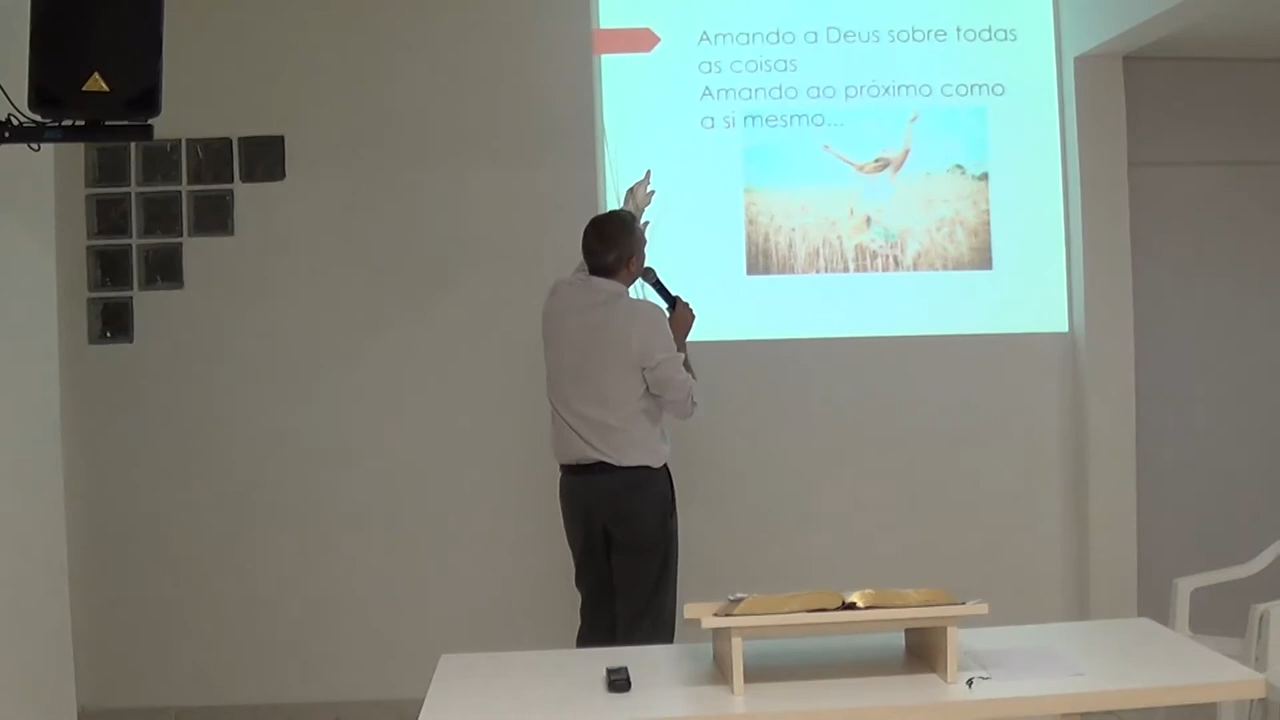 Amando a Deus sobre todas
as coisas
Amando ao próximo como
a si mesmo...